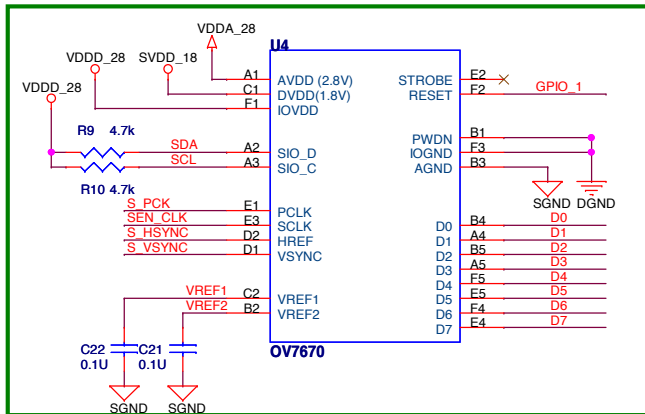 VDDA_28
U4
VDDD_28
SVDD_18
VDDD_28
A1 AVDD (2.8V)
C1 DVDD(1.8V)
F1 IOVDD
STROBE E2
RESET F2 GPIO_1
R9 4.7k
SDA A2 SIO_D
SCL A3 SIO_C
R10 4.7k
PWDN B1
IOGND F3
AGND B3
SGND DGND
S_PCK E1 PCLK
SEN_CLK E3 SCLK
S_HSYNC D2 HREF
S_VSYNC D1 VSYNC
D0 B4 D0
D1 A4 D1
D2 B5 D2
D3 A5 D3
D4 F5 D4
D5 E5 D5
D6 F4 D6
D7 E4 D7
VREF1 C2 VREF1
VREF2 B2 VREF2
C22 C21
0.1U 0.1U
OV7670
SGND SGND